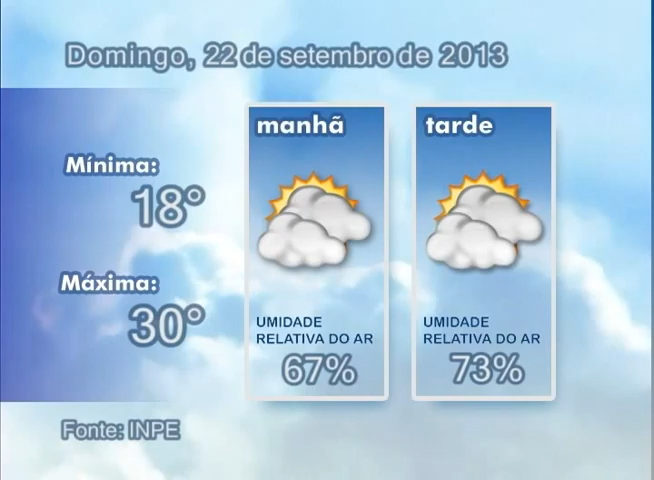 Domingo, 22 de setembro de 2013
Mínima:
18°
Máxima:
30°
manhã
UMIDADE
RELATIVA DO AR
67%
tarde
UMIDADE
RELATIVA DO AR
73%
Fonte: INPE